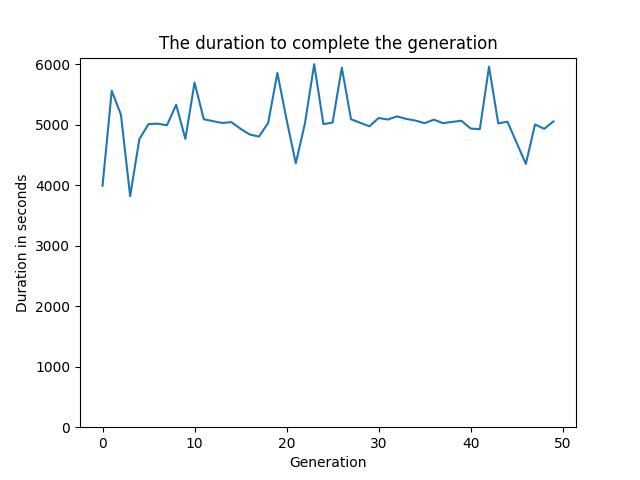 The duration to complete the generation
Duration in seconds
6000
5000
4000
3000
2000
1000
0
0 10 20 30 40 50
Generation